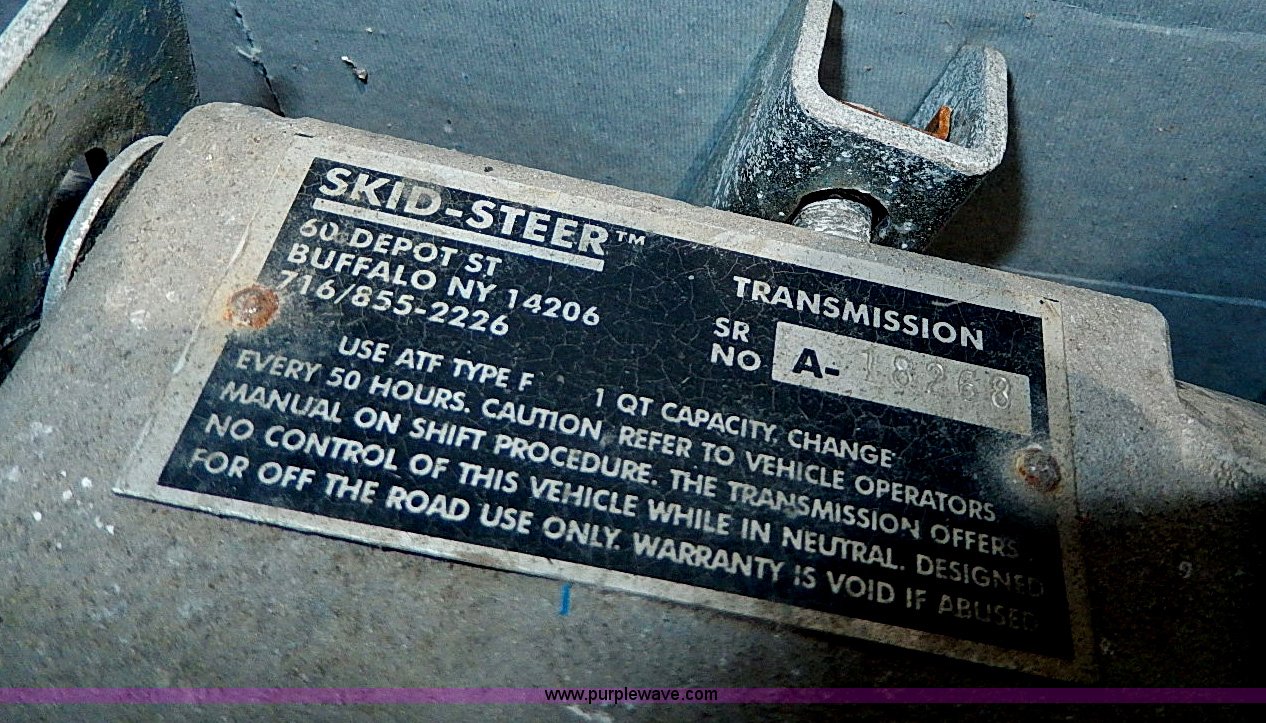 SKID-STEER™
60 DEPOT ST
BUFFALO NY 14206
716/855-2226
TRANSMISSION
SR
NO
A- 18268
USE ATF TYPE F 1 QT CAPACITY. CHANGE
EVERY 50 HOURS. CAUTION, REFER TO VEHICLE OPERATORS
MANUAL ON SHIFT PROCEDURE. THE TRANSMISSION OFFERS
NO CONTROL OF THIS VEHICLE WHILE IN NEUTRAL. DESIGNED
FOR OFF THE ROAD USE ONLY. WARRANTY IS VOID IF ABUSED
www.purplewave.com